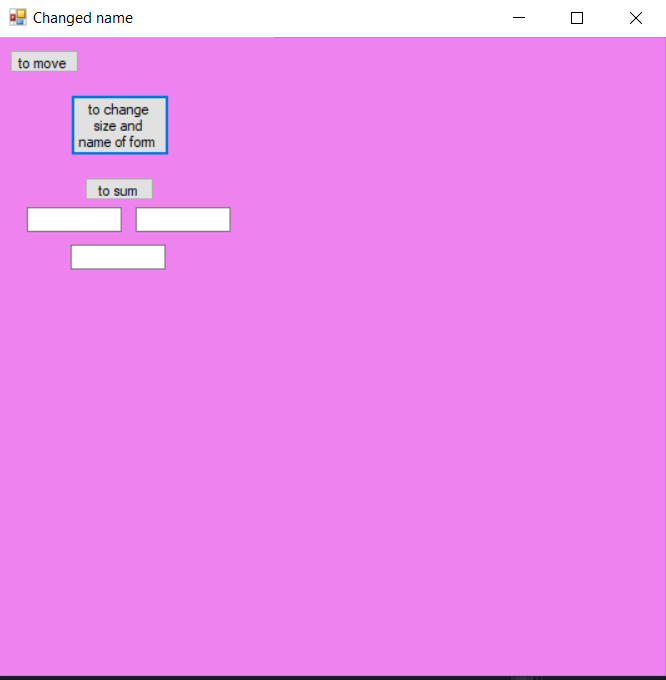 Changed name
to move
to change
size and
name of form
to sum